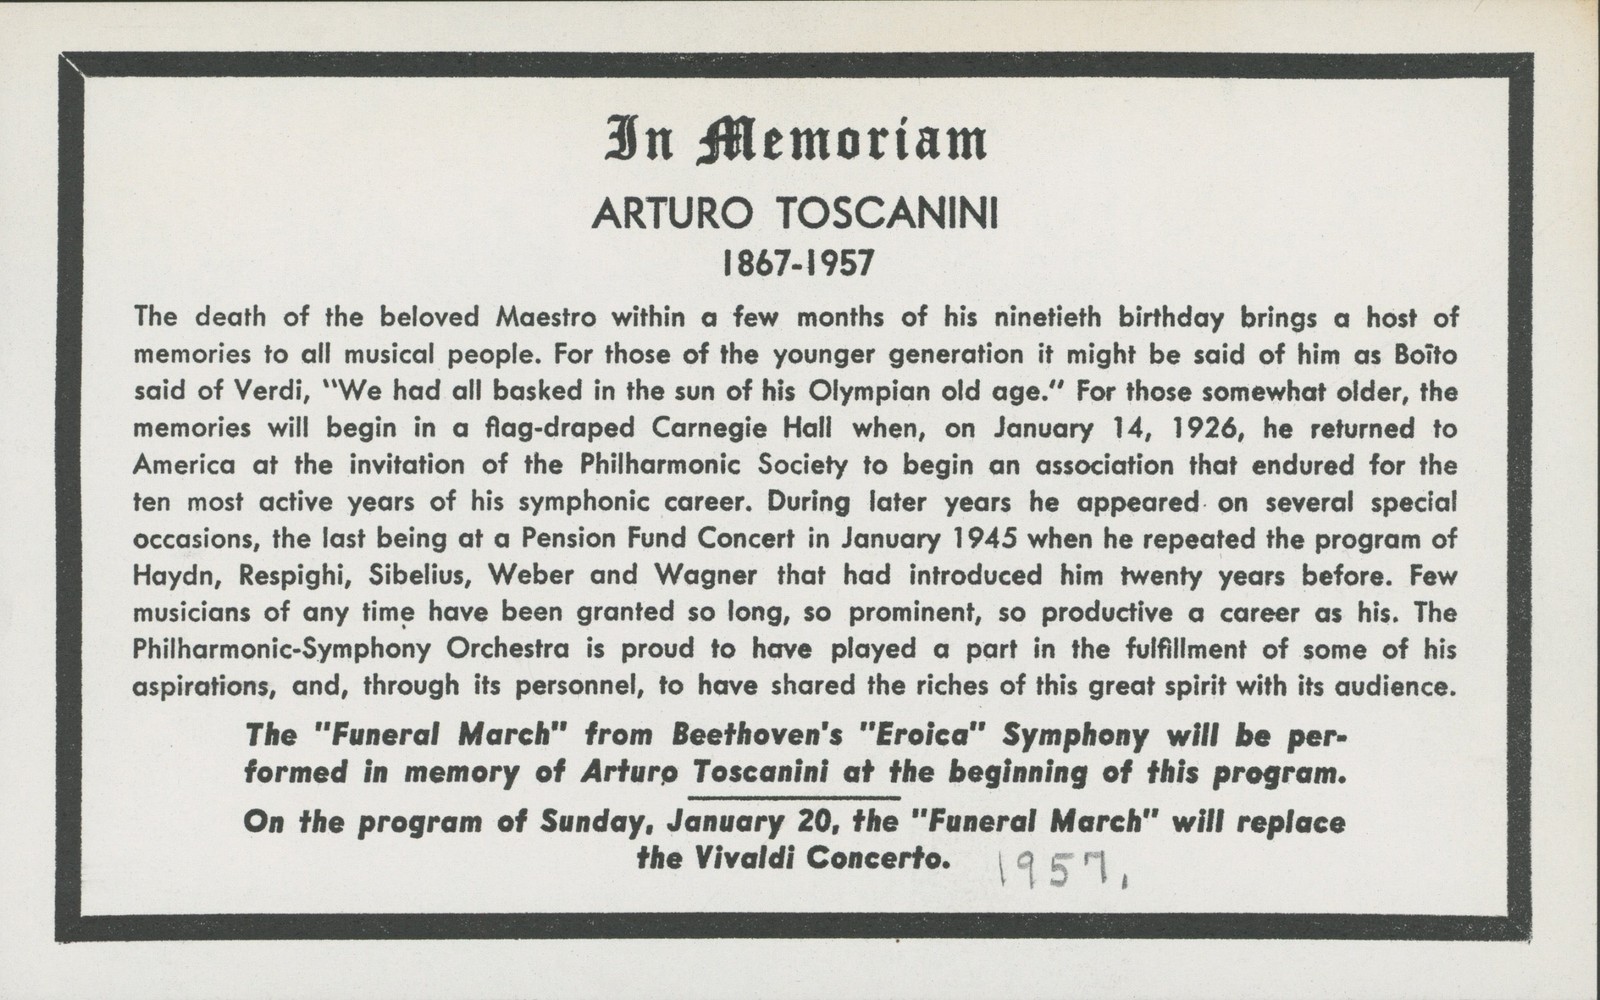 In Memoriam
ARTURO TOSCANINI
1867-1957
The death of the beloved Maestro within a few months of his ninetieth birthday brings a host of
memories to all musical people. For those of the younger generation it might be said of him as Boïto
said of Verdi, "We had all basked in the sun of his Olympian old age." For those somewhat older, the
memories will begin in a flag-draped Carnegie Hall when, on January 14, 1926, he returned to
America at the invitation of the Philharmonic Society to begin an association that endured for the
ten most active years of his symphonic career. During later years he appeared on several special
occasions, the last being at a Pension Fund Concert in January 1945 when he repeated the program of
Haydn, Respighi, Sibelius, Weber and Wagner that had introduced him twenty years before. Few
musicians of any time have been granted so long, so prominent, so productive a career as his. The
Philharmonic-Symphony Orchestra is proud to have played a part in the fulfillment of some of his
aspirations, and, through its personnel, to have shared the riches of this great spirit with its audience.
The "Funeral March" from Beethoven's "Eroica" Symphony will be per-
formed in memory of Arturo Toscanini at the beginning of this program.
On the program of Sunday, January 20, the "Funeral March" will replace
the Vivaldi Concerto. 1957,